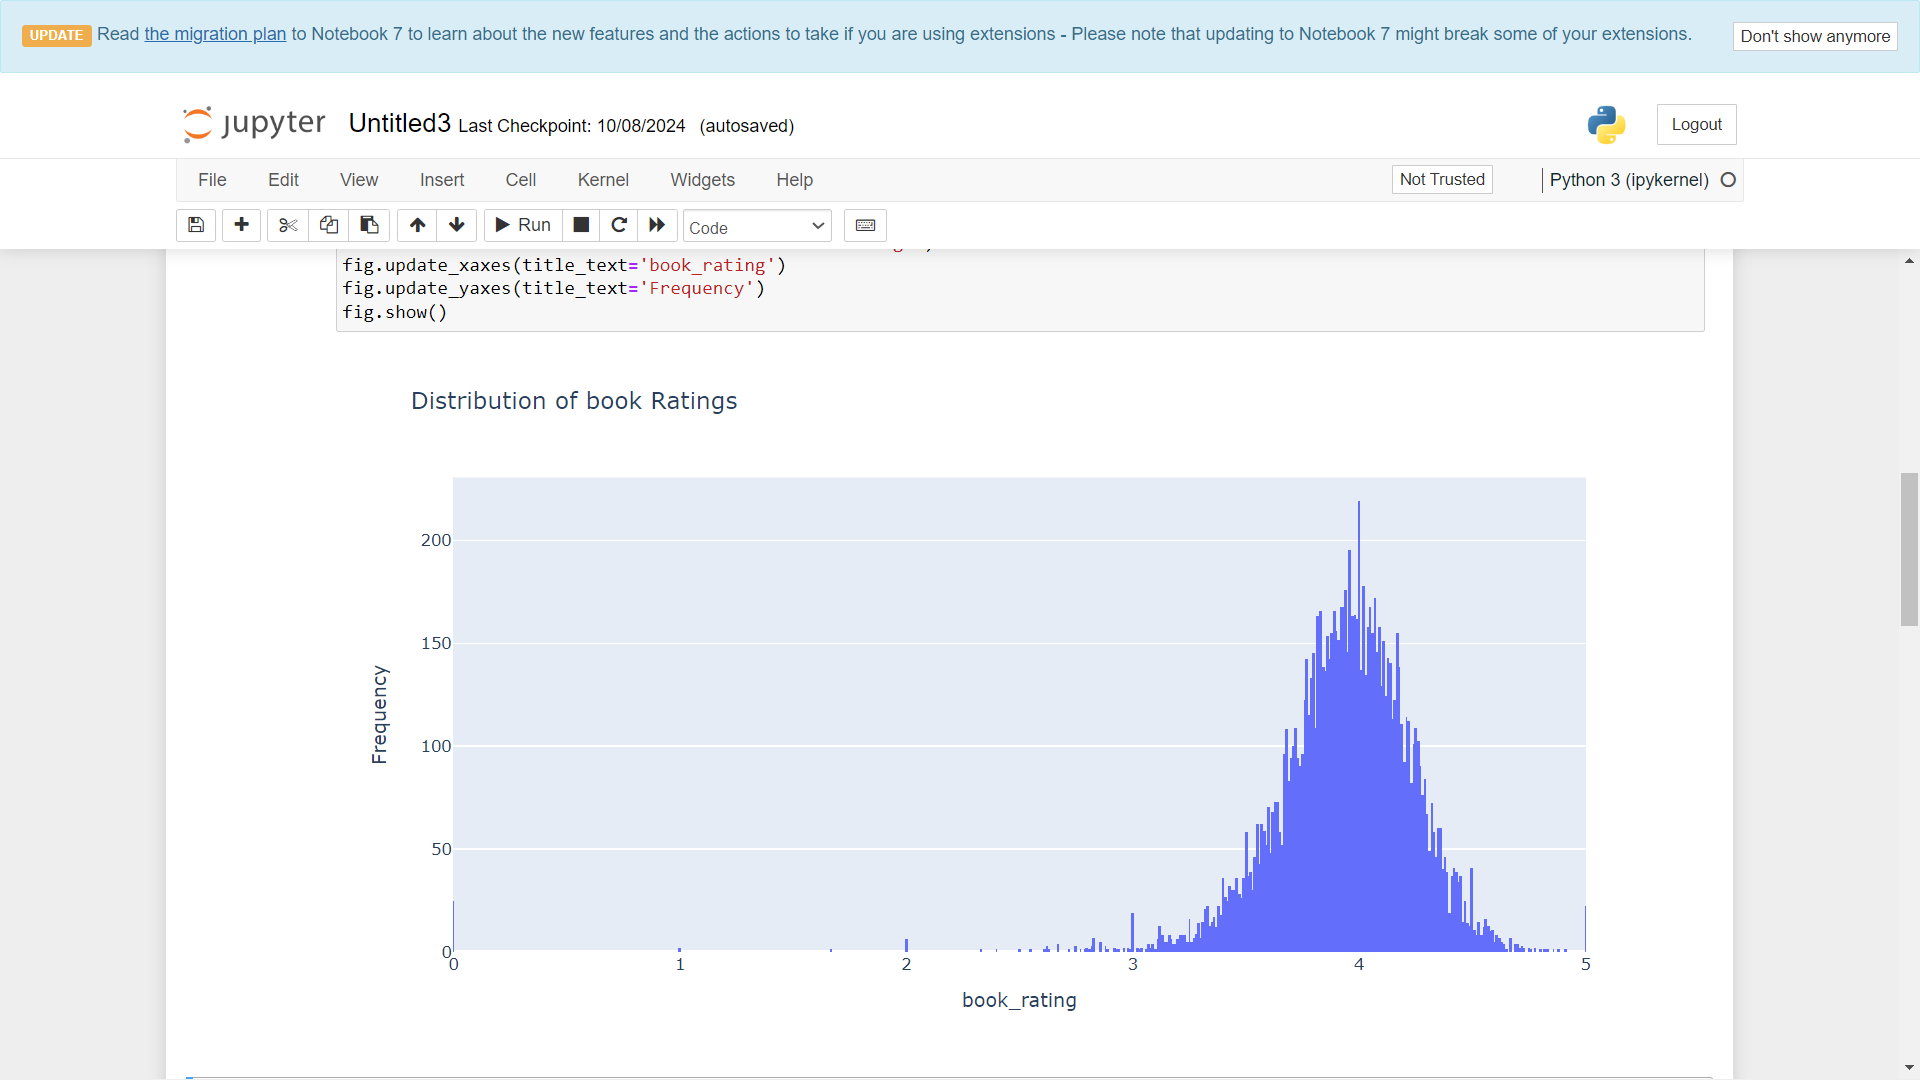 UPDATE Read the migration plan to Notebook 7 to learn about the new features and the actions to take if you are using extensions - Please note that updating to Notebook 7 might break some of your extensions. Don't show anymore
jupyter Untitled3 Last Checkpoint: 10/08/2024 (autosaved) Logout
File Edit View Insert Cell Kernel Widgets Help Not Trusted Python 3 (ipykernel)
Run Code
fig.update_xaxes(title_text='book_rating')
fig.update_yaxes(title_text='Frequency')
fig.show()
Distribution of book Ratings
200
150
100
50
0
Frequency
0 1 2 3 4 5
book_rating